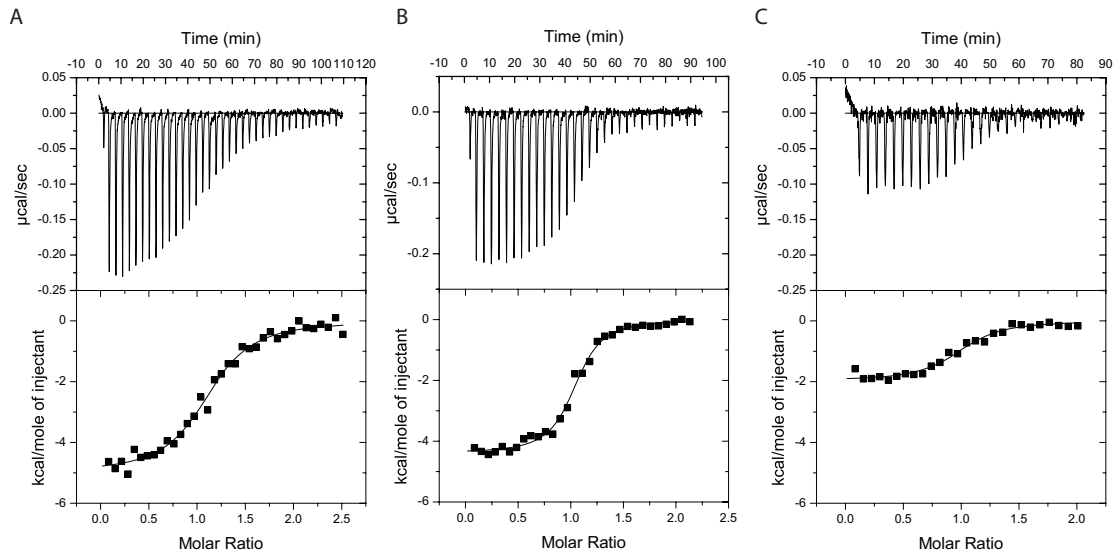 A
Time (min)
-10 0 10 20 30 40 50 60 70 80 90 100 110 120
0.05
0.00
-0.05
-0.10
-0.15
-0.20
-0.25
µcal/sec
0
-2
-4
-6
kcal/mole of injectant
0.0 0.5 1.0 1.5 2.0 2.5
Molar Ratio
B
Time (min)
-10 0 10 20 30 40 50 60 70 80 90 100
0.0
-0.1
-0.2
µcal/sec
0
-2
-4
-6
kcal/mole of injectant
0.0 0.5 1.0 1.5 2.0 2.5
Molar Ratio
C
Time (min)
-10 0 10 20 30 40 50 60 70 80 90
0.05
0.00
-0.05
-0.10
-0.15
-0.20
-0.25
µcal/sec
0
-2
-4
-6
kcal/mole of injectant
0.0 0.5 1.0 1.5 2.0
Molar Ratio